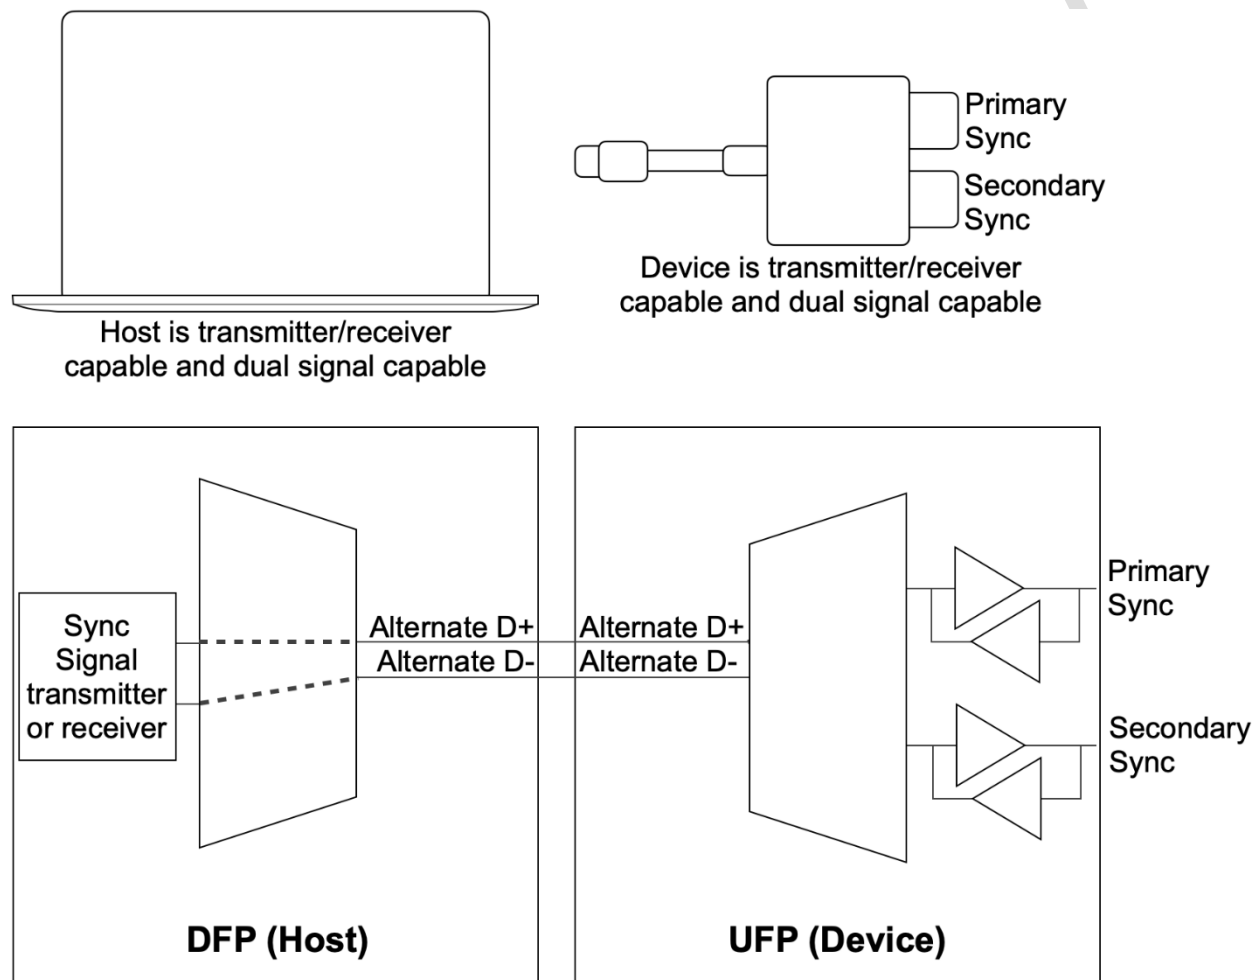 Primary
Sync
Secondary
Sync
Device is transmitter/receiver
capable and dual signal capable
Host is transmitter/receiver
capable and dual signal capable
Sync
Signal
transmitter
or receiver
Alternate D+
Alternate D-
Alternate D+
Alternate D-
Primary
Sync
Secondary
Sync
DFP (Host)
UFP (Device)